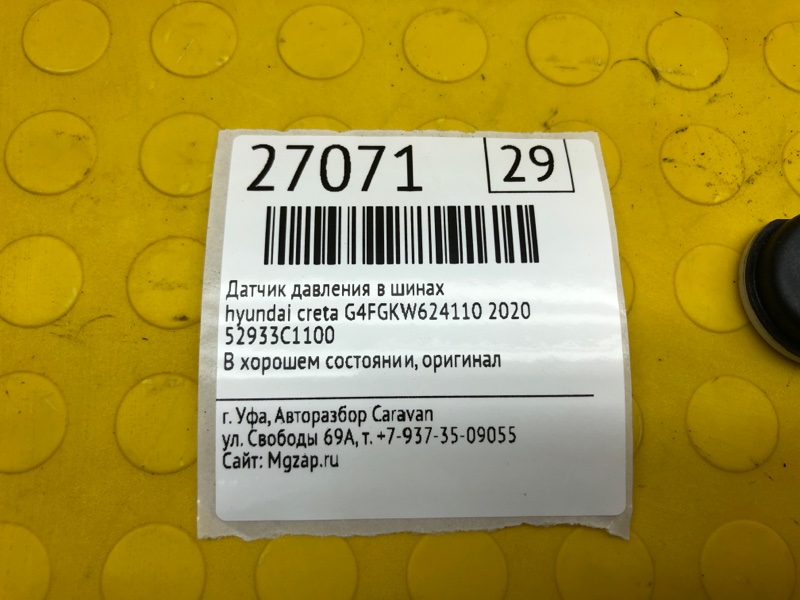 27071 29
Датчик давления в шинах
hyundai creta G4FGKW624110 2020
52933C1100
В хорошем состоянии, оригинал
г. Уфа, Авторазбор Caravan
ул. Свободы 69А, т. +7-937-35-09055
Сайт: Mgzap.ru